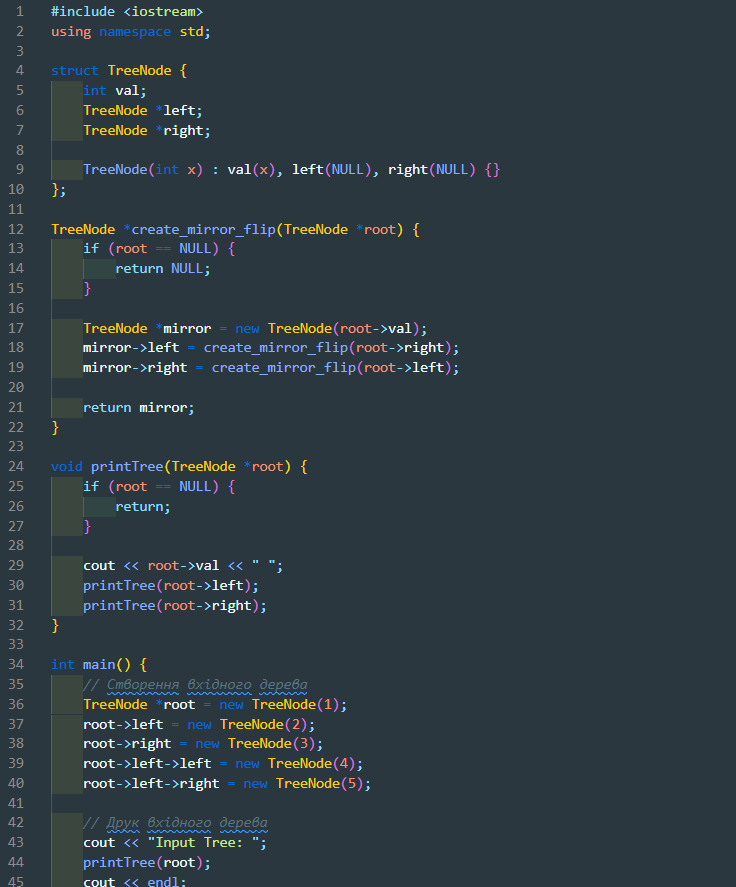 1 #include <iostream>
2 using namespace std;
3
4 struct TreeNode {
5     int val;
6     TreeNode *left;
7     TreeNode *right;
8
9     TreeNode(int x) : val(x), left(NULL), right(NULL) {}
10 };
11
12 TreeNode *create_mirror_flip(TreeNode *root) {
13     if (root == NULL) {
14         return NULL;
15     }
16
17     TreeNode *mirror = new TreeNode(root->val);
18     mirror->left = create_mirror_flip(root->right);
19     mirror->right = create_mirror_flip(root->left);
20
21     return mirror;
22 }
23
24 void printTree(TreeNode *root) {
25     if (root == NULL) {
26         return;
27     }
28
29     cout << root->val << " ";
30     printTree(root->left);
31     printTree(root->right);
32 }
33
34 int main() {
35     // Створення вхідного дерева
36     TreeNode *root = new TreeNode(1);
37     root->left = new TreeNode(2);
38     root->right = new TreeNode(3);
39     root->left->left = new TreeNode(4);
40     root->left->right = new TreeNode(5);
41
42     // Друк вхідного дерева
43     cout << "Input Tree: ";
44     printTree(root);
45     cout << endl;